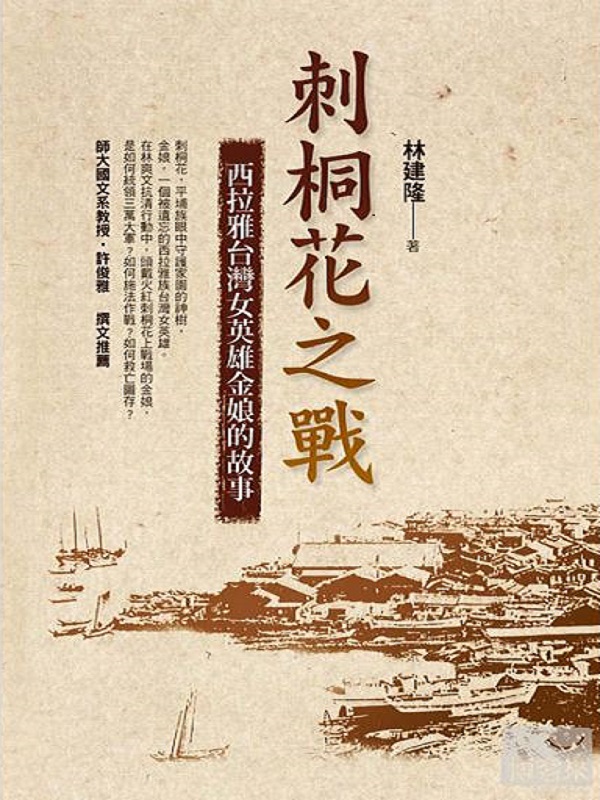 林建隆 著
刺桐花之戰
西拉雅台灣女英雄金娘的故事
刺桐花,平埔族眼中守護家園的神樹,
金娘,一個被遺忘的西拉雅族台灣女英雄。
在林爽文抗清行動中,頭戴火紅刺桐花上戰場的金娘,
是如何統領三萬大軍?如何施法作戰?如何救亡圖存?
師大國文系教授・許俊雅 撰文推薦